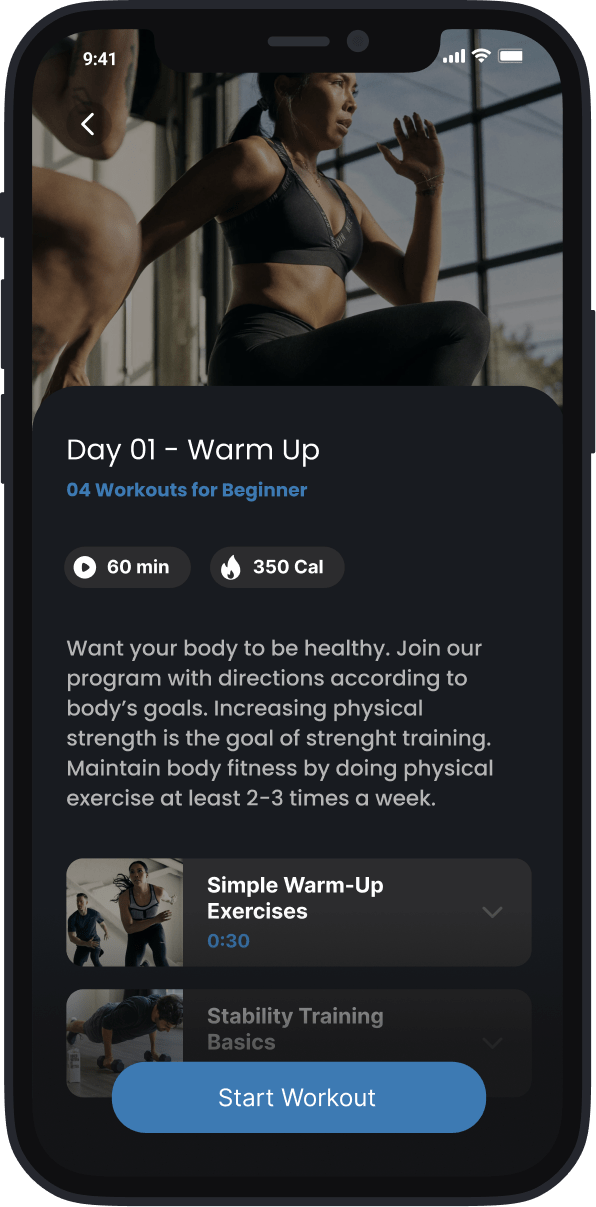 9:41
Day 01 - Warm Up
04 Workouts for Beginner
60 min
350 Cal
Want your body to be healthy. Join our
program with directions according to
body’s goals. Increasing physical
strength is the goal of strenght training.
Maintain body fitness by doing physical
exercise at least 2-3 times a week.
Simple Warm-Up
Exercises
0:30
Stability Training
Basics
Start Workout